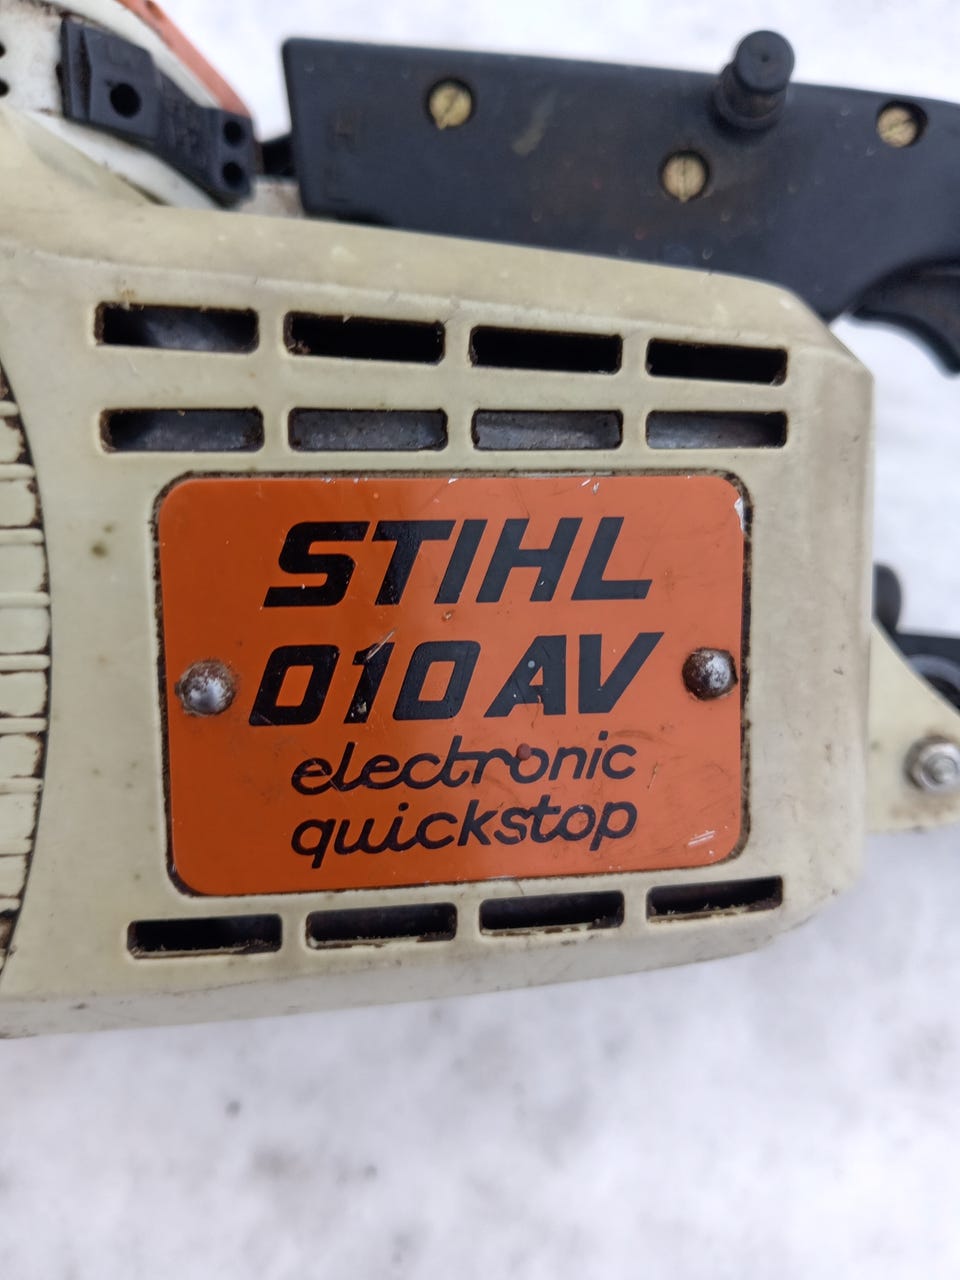 STIHL
010 AV
electronic
quickstop